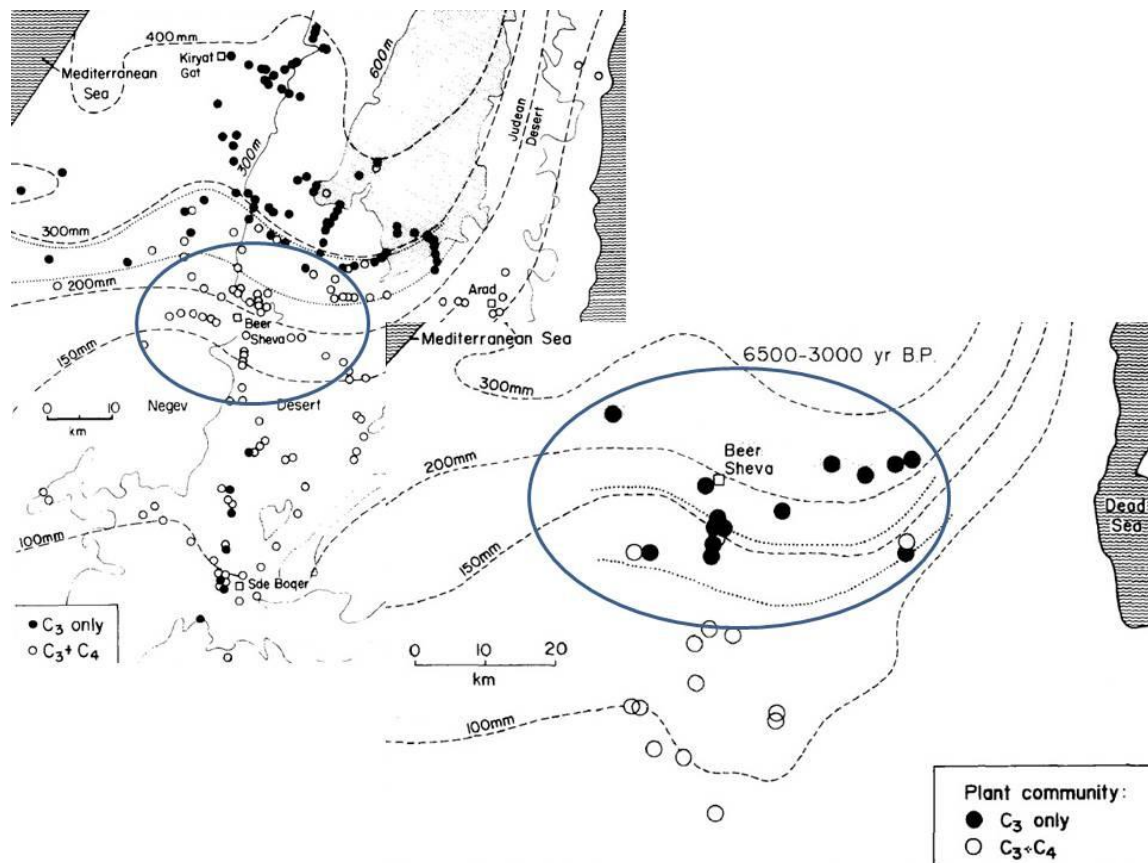 400mm
Kiryat
Gat
Mediterranean
Sea
600m
Judean
Desert
300m
300mm
200mm
Arad
Beer
Sheva
150mm
0 10
km
Negev Desert
100mm
Sde Boqer
● C₃ only
○ C₃+ C₄
Mediterranean Sea
6500-3000 yr B.P.
300mm
Beer
Sheva
200mm
Dead
Sea
150mm
0 10 20
km
100mm
Plant community:
● C₃ only
○ C₃+C₄